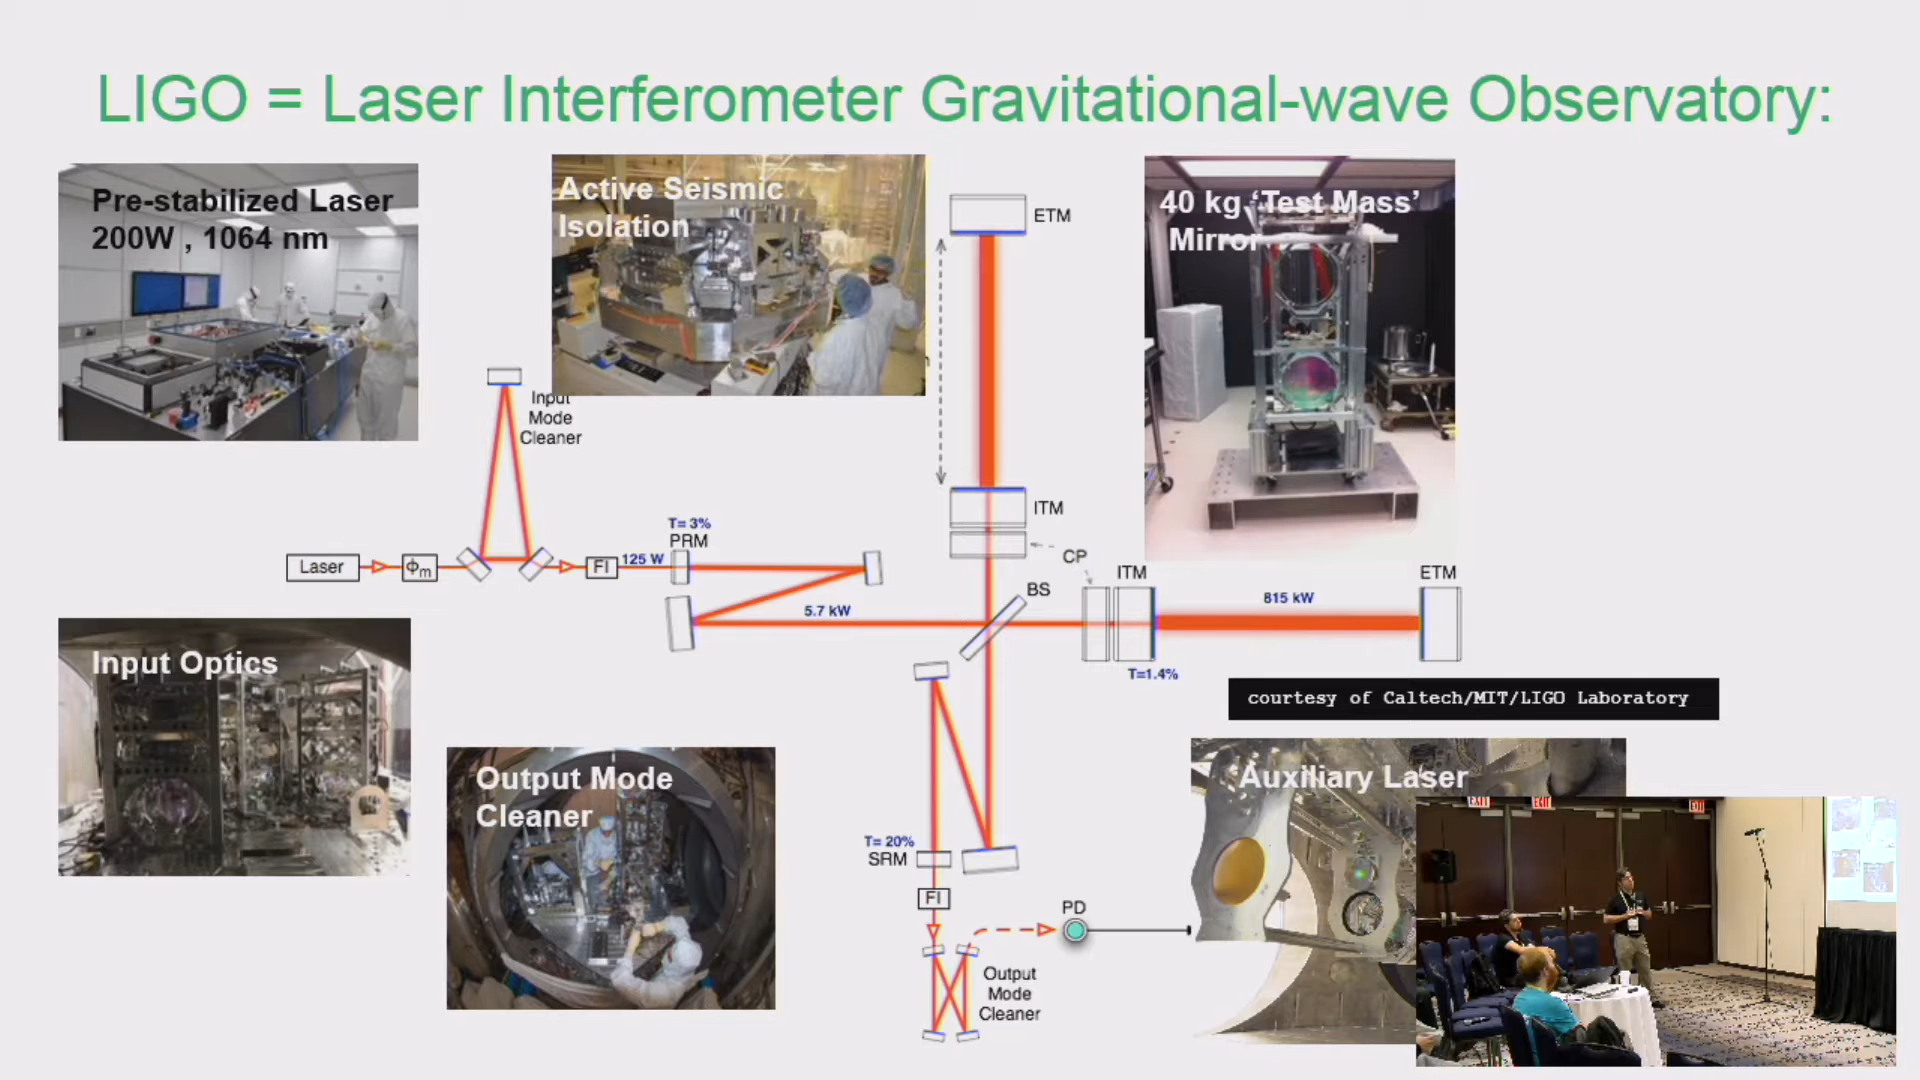 LIGO = Laser Interferometer Gravitational-wave Observatory:
Pre-stabilized Laser
200W , 1064 nm
Active Seismic
Isolation
40 kg ‘Test Mass’
Mirror
ETM
Input
Mode
Cleaner
ITM
CP
T= 3%
PRM
Laser
Φm
FI
125 W
5.7 kW
BS
ITM
815 kW
ETM
T=1.4%
courtesy of Caltech/MIT/LIGO Laboratory
Input Optics
Output Mode
Cleaner
Auxiliary Laser
EXIT
EXIT
EXIT
T= 20%
SRM
FI
PD
Output
Mode
Cleaner